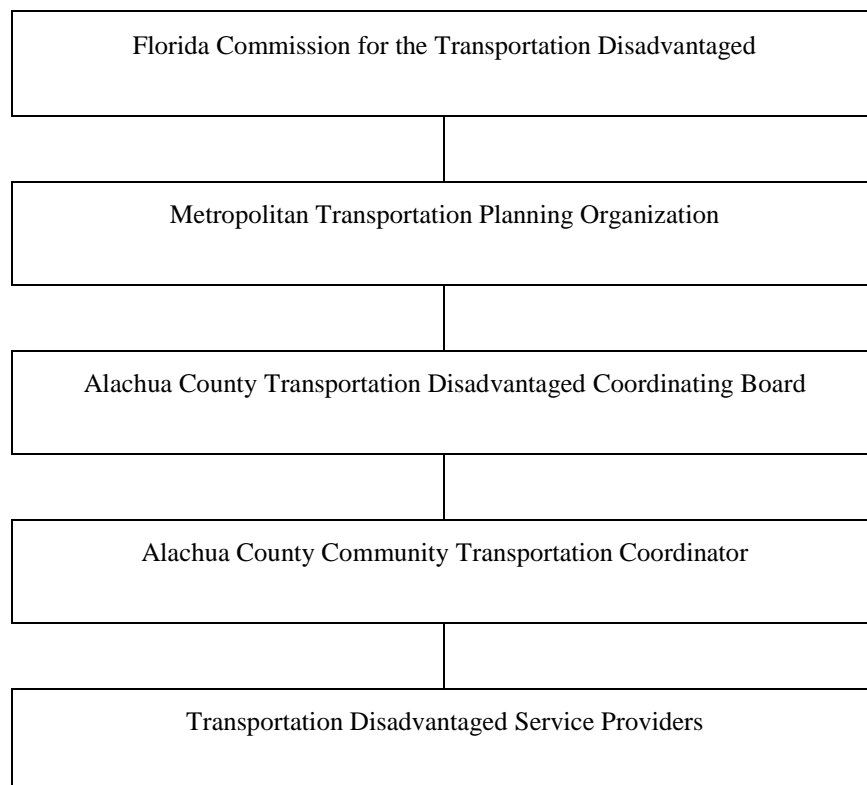 Florida Commission for the Transportation Disadvantaged
Metropolitan Transportation Planning Organization
Alachua County Transportation Disadvantaged Coordinating Board
Alachua County Community Transportation Coordinator
Transportation Disadvantaged Service Providers